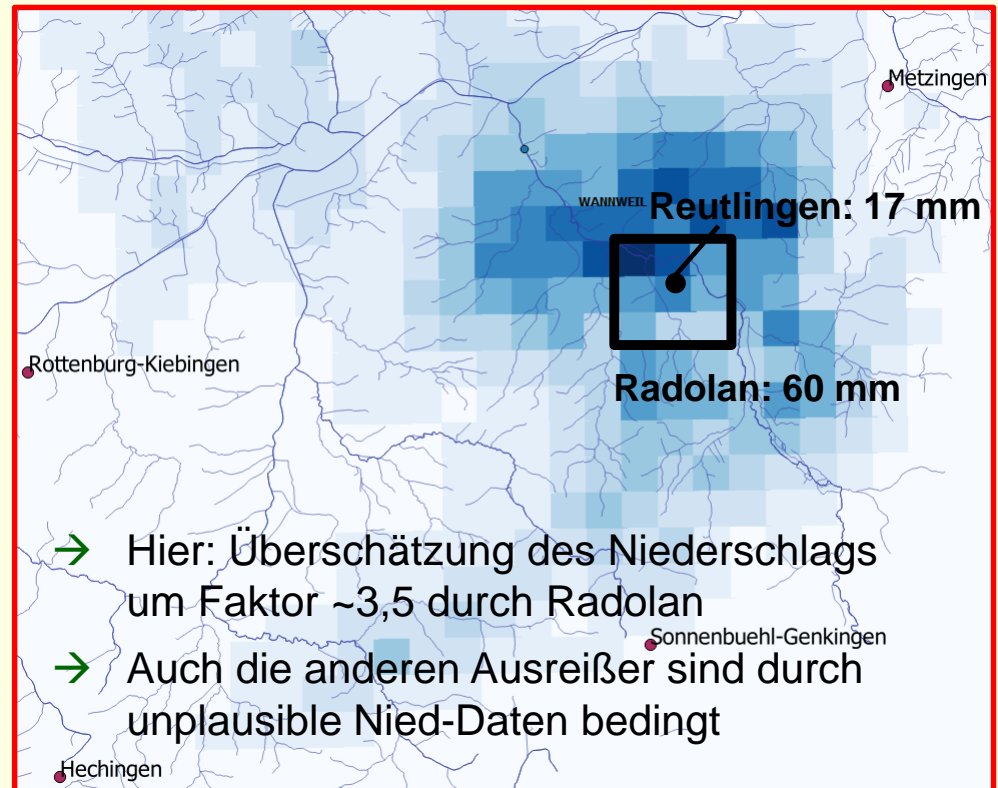 Metzingen
WANNWEIL
Reutlingen: 17 mm
Rottenburg-Kiebingen
Radolan: 60 mm
→ Hier: Überschätzung des Niederschlags
um Faktor ~3,5 durch Radolan
Sonnenbuehl-Genkingen
→ Auch die anderen Ausreißer sind durch
unplausible Nied-Daten bedingt
Hechingen